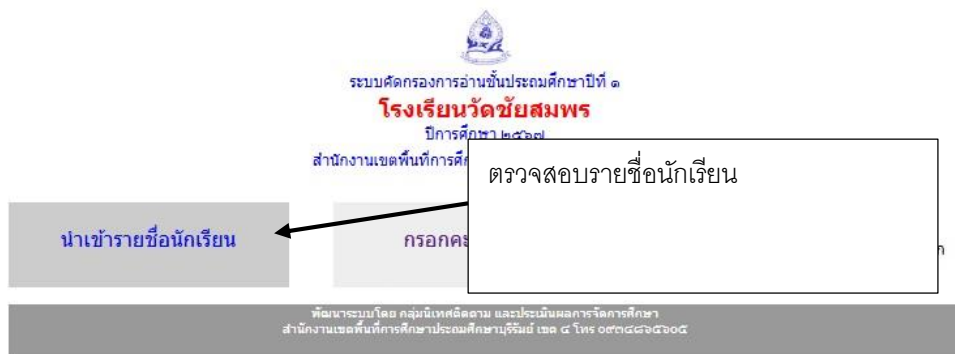 ระบบคัดกรองการอ่านชั้นประถมศึกษาปีที่ ๑
โรงเรียนวัดชัยสมพร
ปีการศึกษา ๒๕๖๗
สำนักงานเขตพื้นที่การศึ
ตรวจสอบรายชื่อนักเรียน
นำเข้ารายชื่อนักเรียน
กรอกคะ
พัฒนาระบบโดย กลุ่มนิเทศติดตาม และประเมินผลการจัดการศึกษา
สำนักงานเขตพื้นที่การศึกษาประถมศึกษาบุรีรัมย์ เขต ๔ โทร ๐๙๓๔๘๖๕๖๐๕